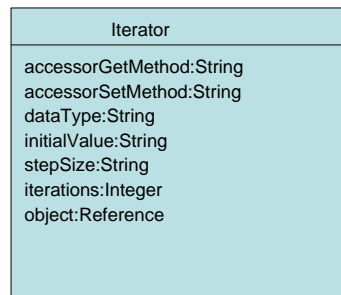 Iterator
accessorGetMethod:String
accessorSetMethod:String
dataType:String
initialValue:String
stepSize:String
iterations:Integer
object:Reference